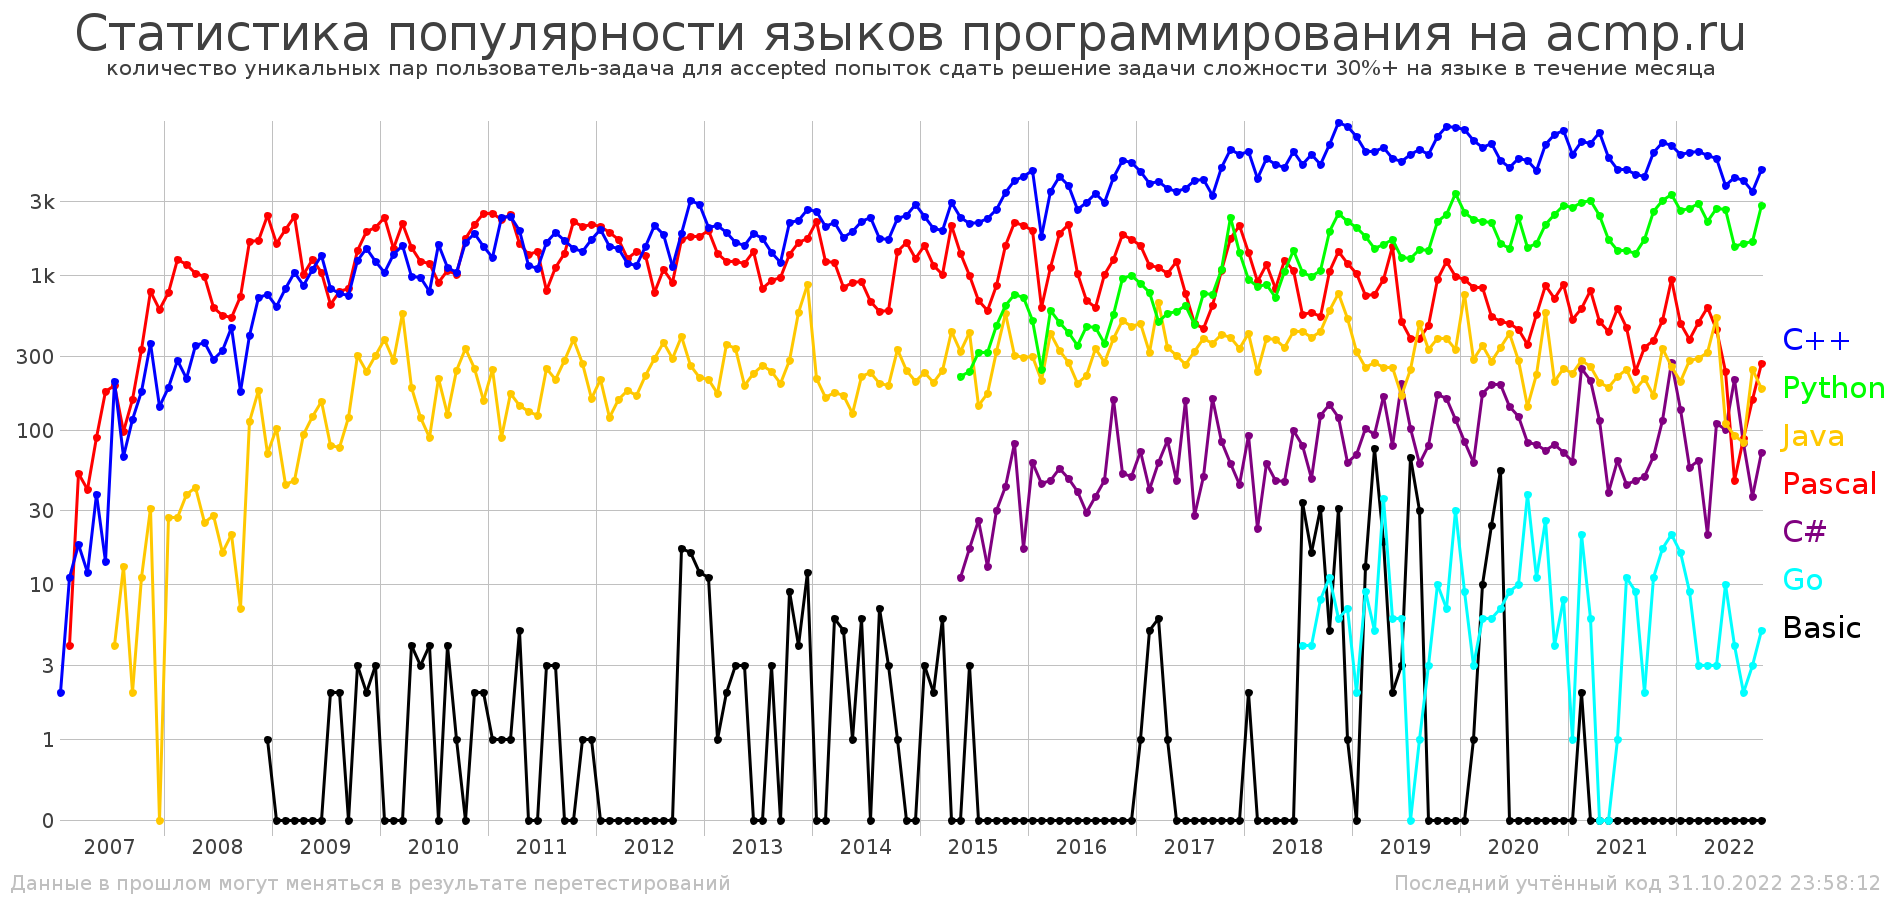 Статистика популярности языков программирования на acmp.ru
количество уникальных пар пользователь-задача для accepted попыток сдать решение задачи сложности 30%+ на языке в течение месяца
3k
1k
300
100
30
10
3
1
0
C++
Python
Java
Pascal
C#
Go
Basic
2007 2008 2009 2010 2011 2012 2013 2014 2015 2016 2017 2018 2019 2020 2021 2022
Данные в прошлом могут меняться в результате перетестирований
Последний учтённый код 31.10.2022 23:58:12